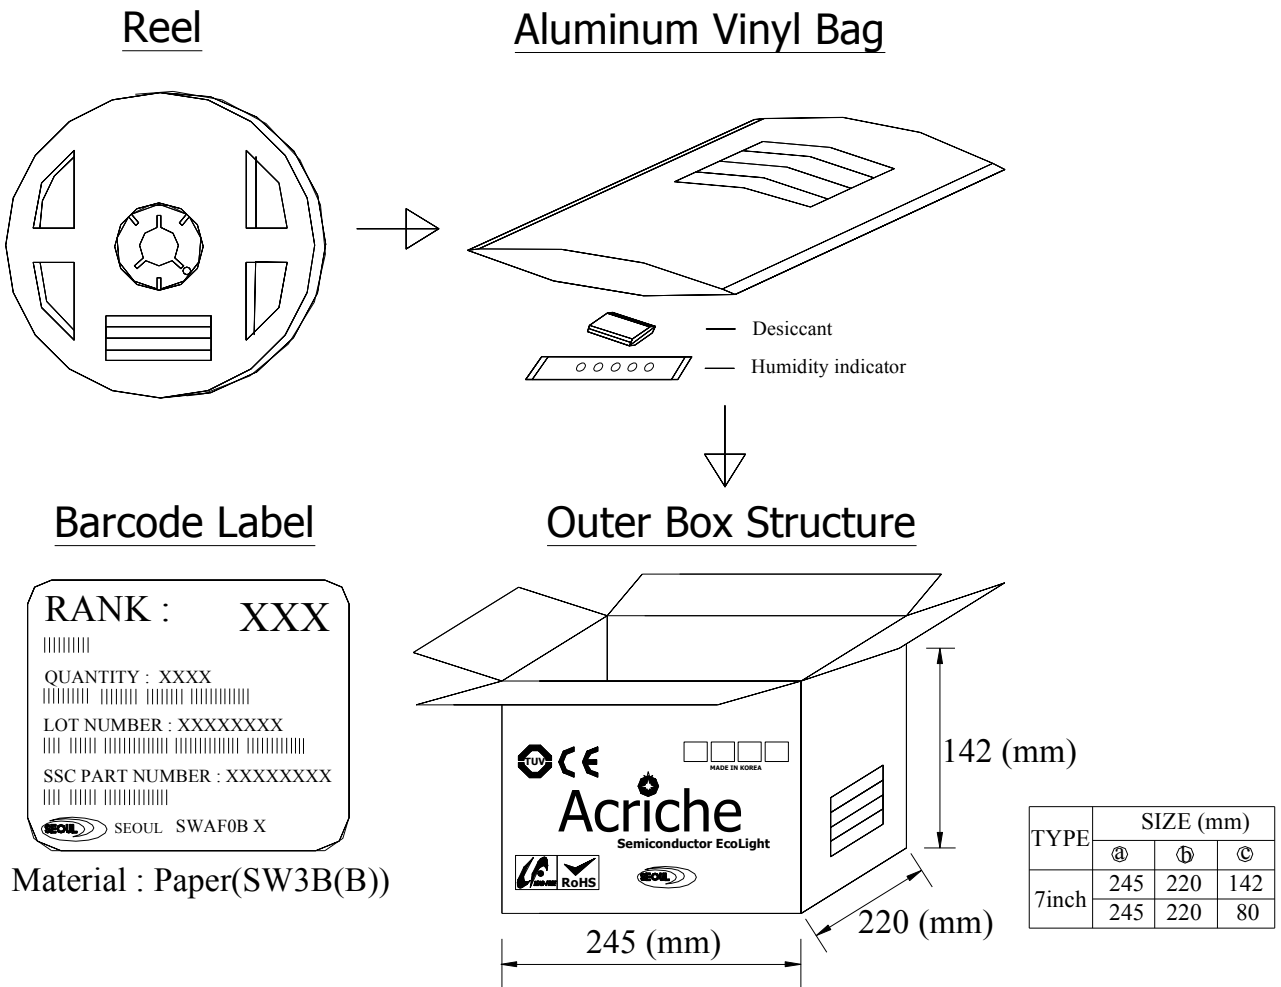 Reel
Aluminum Vinyl Bag
Desiccant
Humidity indicator
Barcode Label
RANK : XXX
QUANTITY : XXXX
LOT NUMBER : XXXXXXXX
SSC PART NUMBER : XXXXXXXX
SEOUL SEOUL SWAF0B X
Material : Paper(SW3B(B))
Outer Box Structure
TUV CE
MADE IN KOREA
Acriche
Semiconductor EcoLight
RoHS
SEOUL
142 (mm)
220 (mm)
245 (mm)
TYPE SIZE (mm)
ⓐ ⓑ ⓒ
7inch 245 220 142
245 220 80